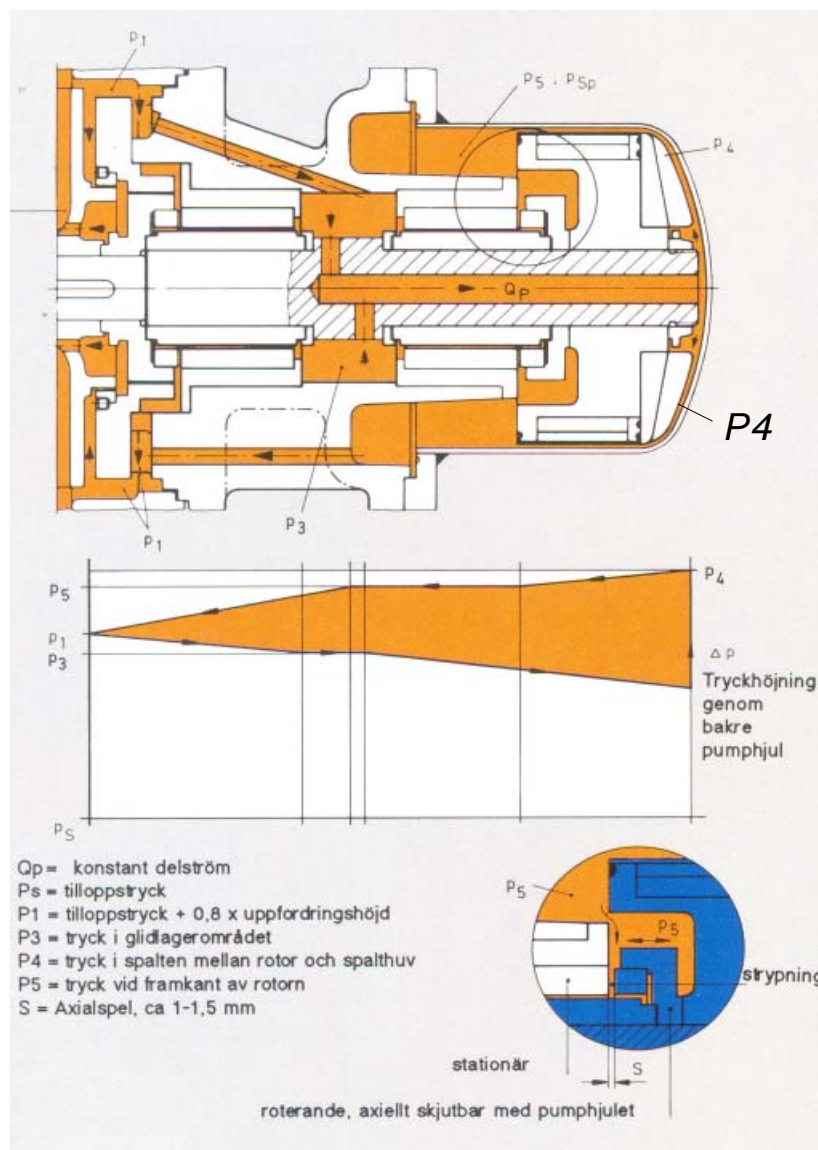 P1
P5 . P5p
P4
QP
P4
P3
P1
P5
P1
P3
P4
Δ P
Tryckhöjning
genom
bakre
pumphjul
PS
Qp= konstant delström
Ps = tilloppstryck
P1 = tilloppstryck + 0,8 x uppfordringshöjd
P3 = tryck i glidlagerområdet
P4 = tryck i spalten mellan rotor och spalthuv
P5 = tryck vid framkant av rotorn
S = Axialspel, ca 1-1,5 mm
P5
P5
strypning
stationär
S
roterande, axiellt skjutbar med pumphjulet